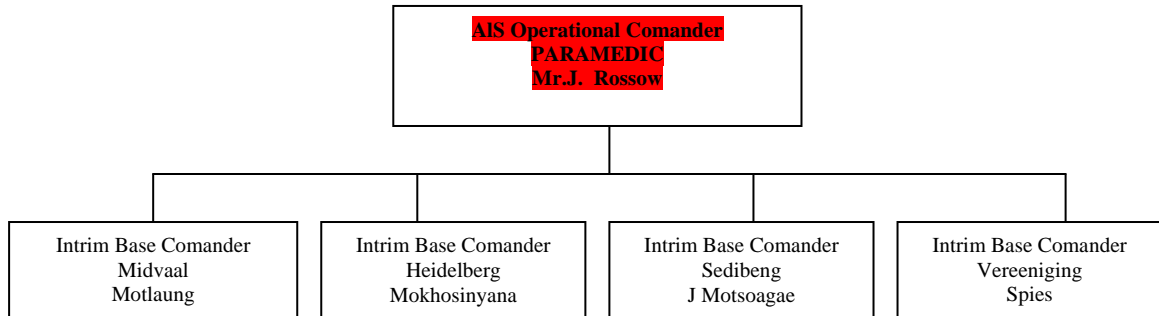 AlS Operational Comander
PARAMEDIC
Mr.J. Rossow
Intrim Base Comander
Midvaal
Motlaung
Intrim Base Comander
Heidelberg
Mokhosinyana
Intrim Base Comander
Sedibeng
J Motsoagae
Intrim Base Comander
Vereeniging
Spies